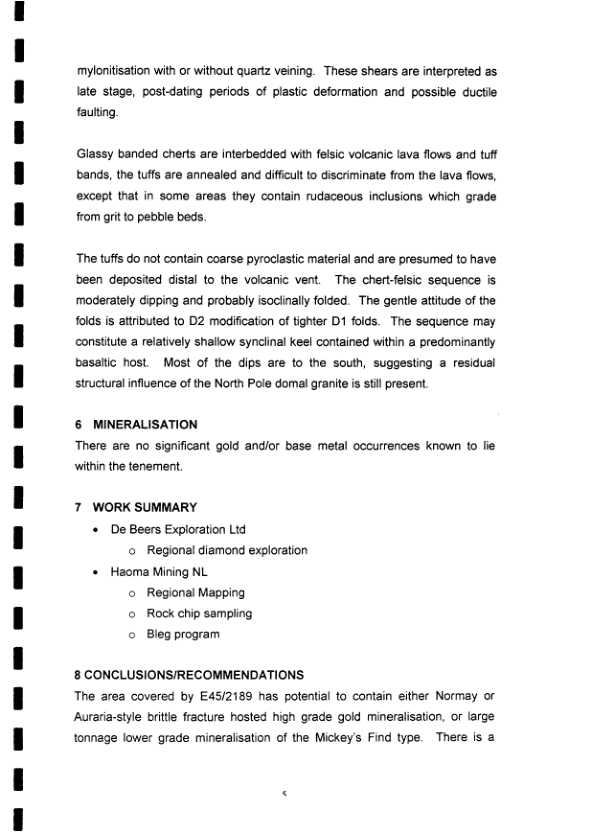 mylonitisation with or without quartz veining. These shears are interpreted as
late stage, post-dating periods of plastic deformation and possible ductile
faulting.
Glassy banded cherts are interbedded with felsic volcanic lava flows and tuff
bands, the tuffs are annealed and difficult to discriminate from the lava flows,
except that in some areas they contain rudaceous inclusions which grade
from grit to pebble beds.
The tuffs do not contain coarse pyroclastic material and are presumed to have
been deposited distal to the volcanic vent. The chert-felsic sequence is
moderately dipping and probably isoclinally folded. The gentle attitude of the
folds is attributed to D2 modification of tighter D1 folds. The sequence may
constitute a relatively shallow synclinal keel contained within a predominantly
basaltic host. Most of the dips are to the south, suggesting a residual
structural influence of the North Pole domal granite is still present.
6 MINERALISATION
There are no significant gold and/or base metal occurrences known to lie
within the tenement.
7 WORK SUMMARY
• De Beers Exploration Ltd
o Regional diamond exploration
• Haoma Mining NL
o Regional Mapping
o Rock chip sampling
o Bleg program
8 CONCLUSIONS/RECOMMENDATIONS
The area covered by E45/2189 has potential to contain either Normay or
Auraria-style brittle fracture hosted high grade gold mineralisation, or large
tonnage lower grade mineralisation of the Mickey's Find type. There is a